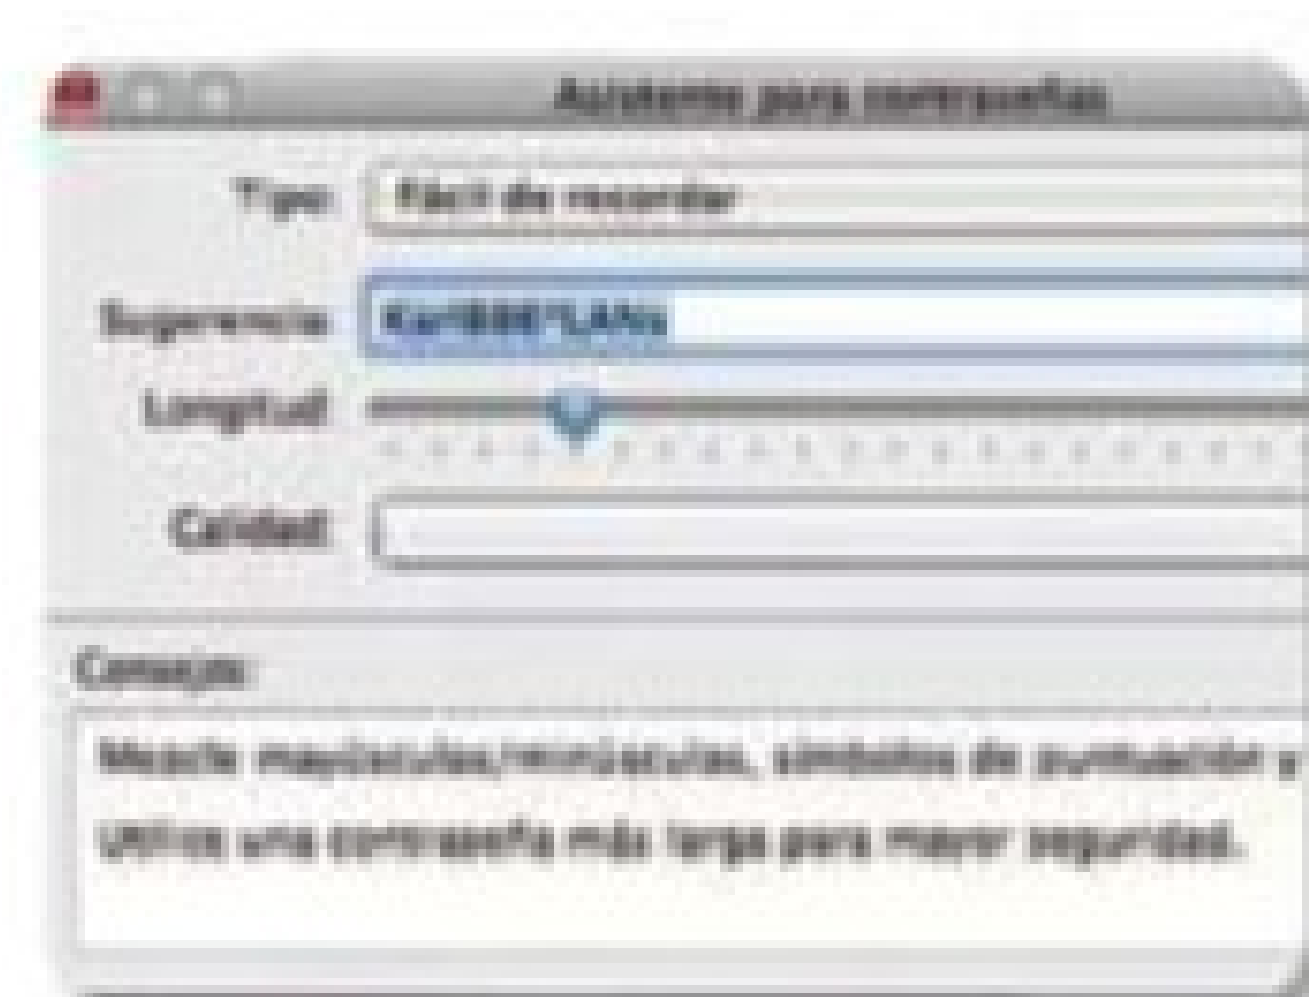 Asistente para contraseñas
Tipo: Fácil de recordar
Sugerencia:
Longitud:
Calidad:
Consejos:
Mezcle mayúsculas/minúsculas, símbolos de puntuación y
Utilice una contraseña más larga para mayor seguridad.